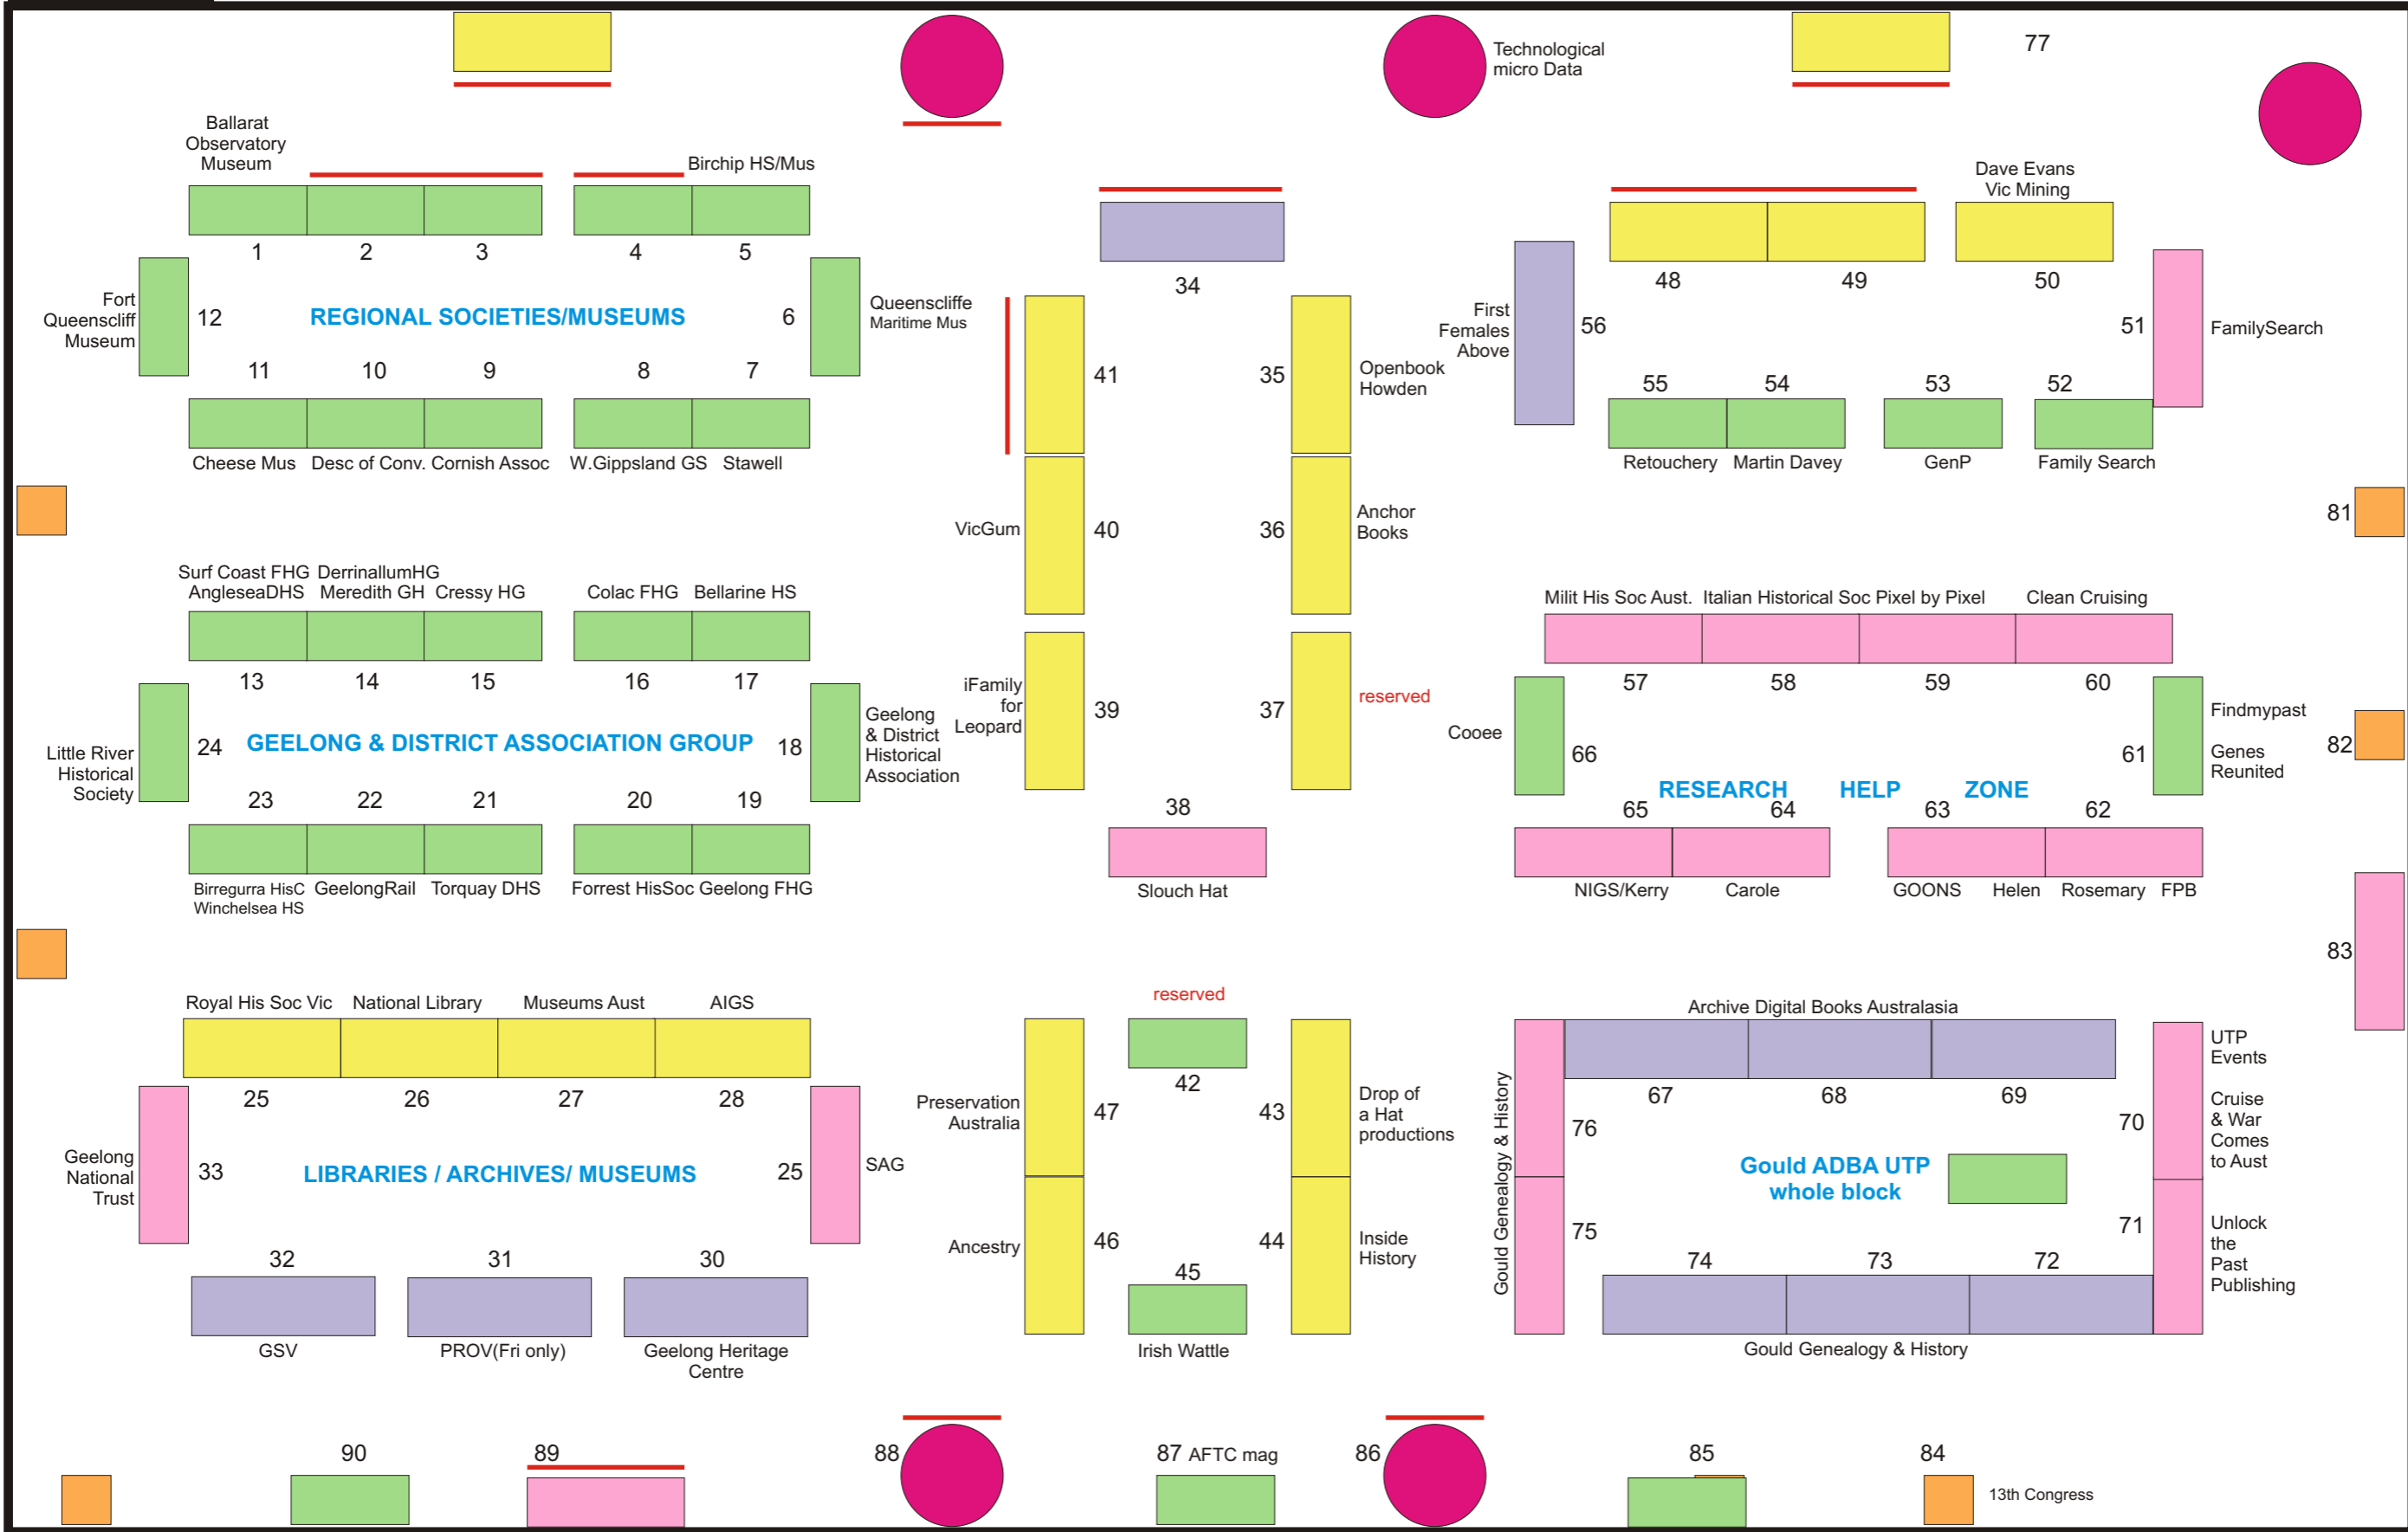 Technological
micro Data
77
Ballarat
Observatory
Museum
Birchip HS/Mus
1
2
3
4
5
Fort
Queenscliff
Museum
12
REGIONAL SOCIETIES/MUSEUMS
6
Queenscliffe
Maritime Mus
11
10
9
8
7
Cheese Mus
Desc of Conv.
Cornish Assoc
W.Gippsland GS
Stawell
34
41
35
Openbook
Howden
VicGum
40
36
Anchor
Books
iFamily
for
Leopard
39
37
reserved
38
Slouch Hat
Dave Evans
Vic Mining
48
49
50
First
Females
Above
56
51
FamilySearch
55
54
53
52
Retouchery
Martin Davey
GenP
Family Search
81
Surf Coast FHG
AngleseaDHS
DerrinallumHG
Meredith GH
Cressy HG
Colac FHG
Bellarine HS
13
14
15
16
17
Little River
Historical
Society
24
GEELONG & DISTRICT ASSOCIATION GROUP
18
Geelong
& District
Historical
Association
23
22
21
20
19
Birregurra HisC
Winchelsea HS
GeelongRail
Torquay DHS
Forrest HisSoc
Geelong FHG
Milit His Soc Aust.
Italian Historical Soc
Pixel by Pixel
Clean Cruising
57
58
59
60
Cooee
66
61
Findmypast
Genes
Reunited
82
RESEARCH HELP ZONE
65
64
63
62
NIGS/Kerry
Carole
GOONS
Helen
Rosemary
FPB
83
Royal His Soc Vic
National Library
Museums Aust
AIGS
25
26
27
28
Geelong
National
Trust
33
LIBRARIES / ARCHIVES/ MUSEUMS
25
SAG
32
31
30
GSV
PROV(Fri only)
Geelong Heritage
Centre
reserved
42
Preservation
Australia
47
43
Drop of
a Hat
productions
Ancestry
46
44
Inside
History
45
Irish Wattle
Archive Digital Books Australasia
67
68
69
Gould Genealogy & History
76
75
Gould ADBA UTP
whole block
70
71
UTP
Events
Cruise
& War
Comes
to Aust
Unlock
the
Past
Publishing
74
73
72
Gould Genealogy & History
90
89
88
87 AFTC mag
86
85
84
13th Congress